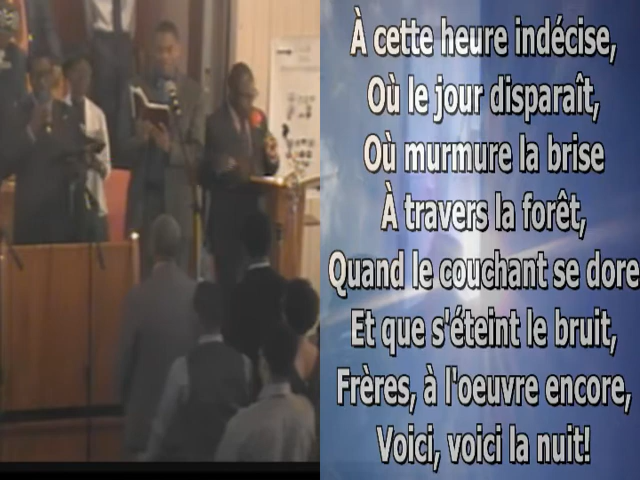 À cette heure indécise,
Où le jour disparaît,
Où murmure la brise
À travers la forêt,
Quand le couchant se dore
Et que s'éteint le bruit,
Frères, à l'oeuvre encore,
Voici, voici la nuit!